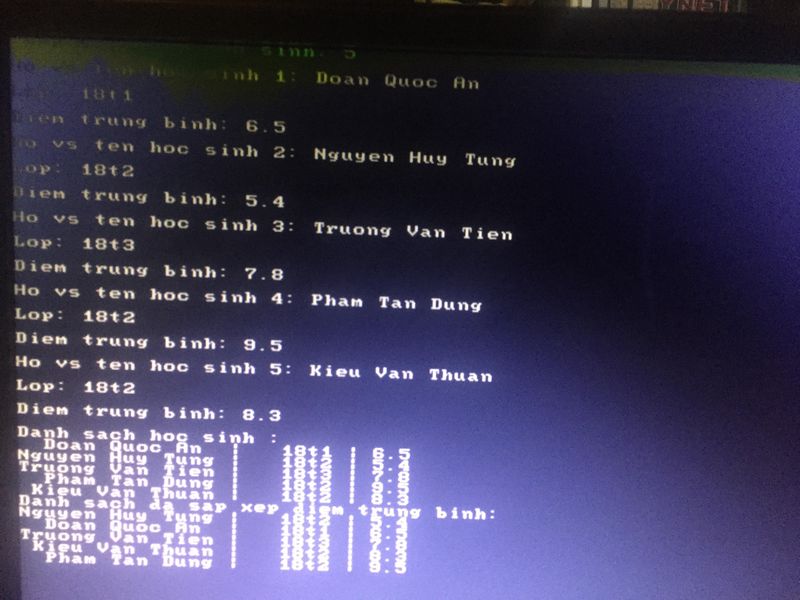 YNET
sinh: 5
ten hoc sinh 1: Doan Quoc An
Lop: 18t1
Diem trung binh: 6.5
Ho vs ten hoc sinh 2: Nguyen Huy Tung
Lop: 18t2
Diem trung binh: 5.4
Ho vs ten hoc sinh 3: Truong Van Tien
Lop: 18t3
Diem trung binh: 7.8
Ho vs ten hoc sinh 4: Pham Tan Dung
Lop: 18t2
Diem trung binh: 9.5
Ho vs ten hoc sinh 5: Kieu Van Thuan
Lop: 18t2
Diem trung binh: 8.3
Danh sach hoc sinh :
Doan Quoc An | 18t1 | 6.5
Nguyen Huy Tung | 18t2 | 5.4
Truong Van Tien | 18t3 | 7.8
Pham Tan Dung | 18t2 | 9.5
Kieu Van Thuan | 18t2 | 8.3
Danh sach da sap xep diem trung binh:
Nguyen Huy Tung | 18t2 | 5.4
Doan Quoc An | 18t1 | 6.5
Truong Van Tien | 18t3 | 7.8
Kieu Van Thuan | 18t2 | 8.3
Pham Tan Dung | 18t2 | 9.5